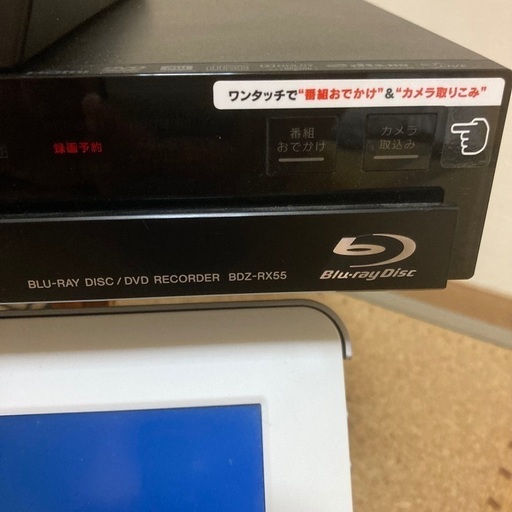 ワンタッチで“番組おでかけ”&“カメラ取りこみ”
録画予約
番組
おでかけ
カメラ
取込み
BLU-RAY DISC / DVD RECORDER BDZ-RX55
Blu-ray Disc